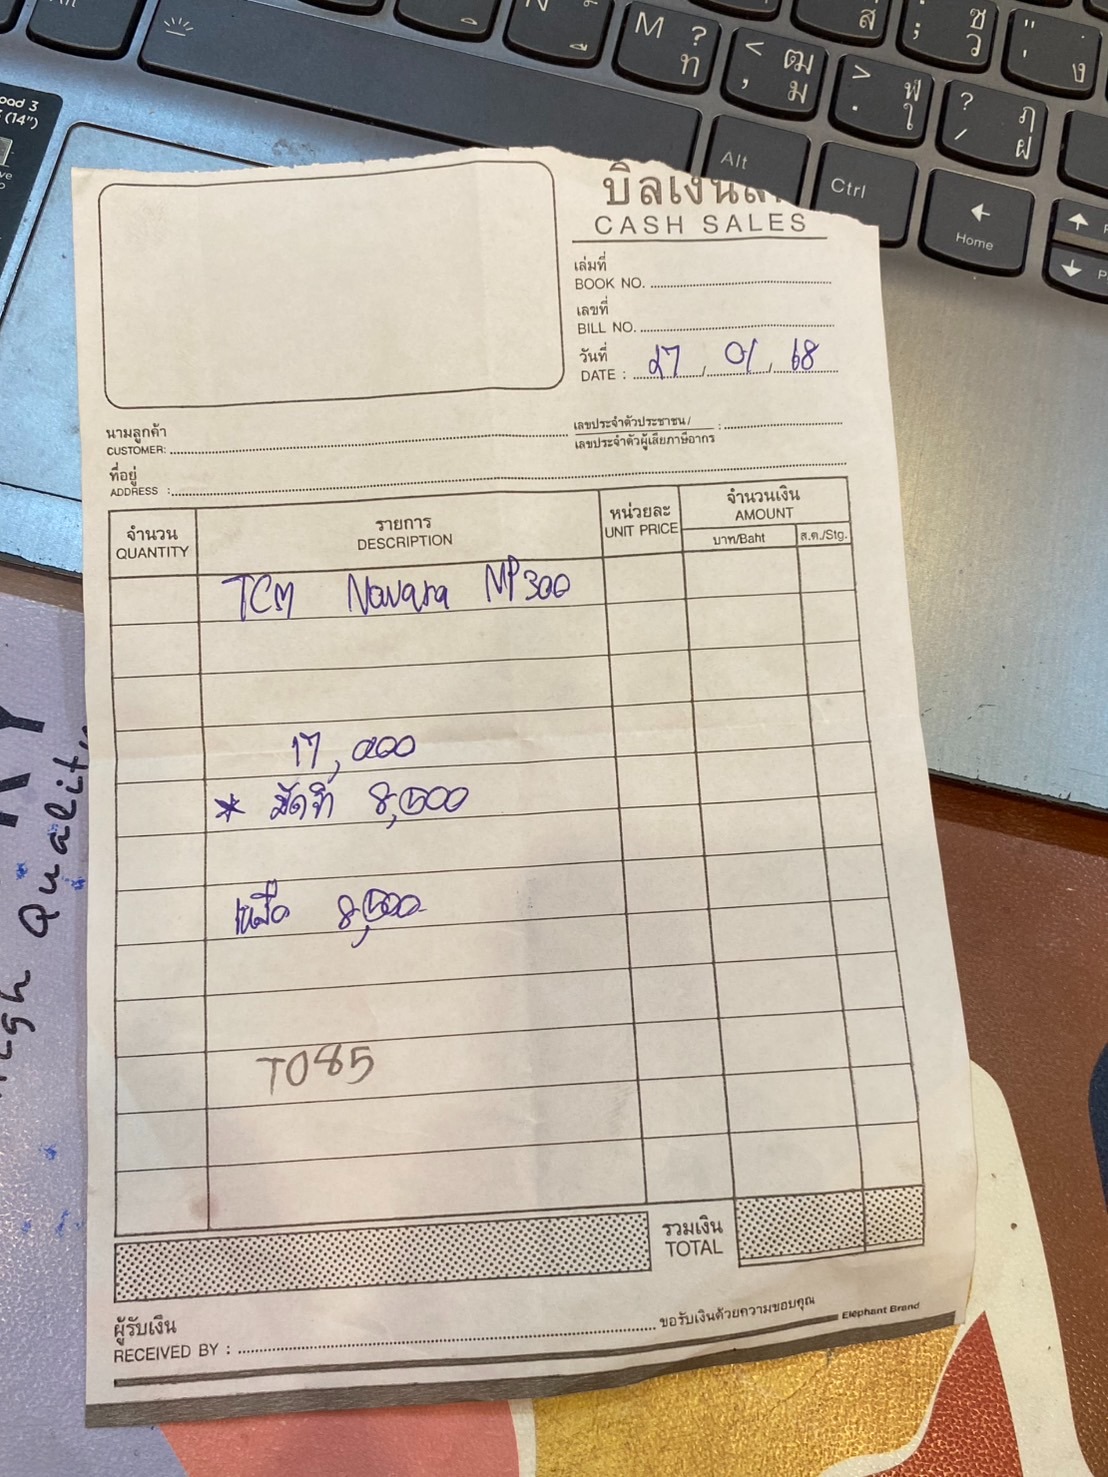 บิลเงินส
CASH SALES
เล่มที่
BOOK NO.
เลขที่
BILL NO.
วันที่
DATE : 27 / 01 / 68
นามลูกค้า
CUSTOMER:
เลขประจำตัวประชาชน/
เลขประจำตัวผู้เสียภาษีอากร :
ที่อยู่
ADDRESS :
จำนวน
QUANTITY
รายการ
DESCRIPTION
หน่วยละ
UNIT PRICE
จำนวนเงิน
AMOUNT
บาท/Baht
ส.ต./Stg.
TCM Navara NP300
17,000
* มัดจำ 8,500
เหลือ 8,500
T085
รวมเงิน
TOTAL
ผู้รับเงิน
RECEIVED BY :
ขอรับเงินด้วยความขอบคุณ
Elephant Brand
Quality
Alt
Ctrl
Home
M ? ท
(14")